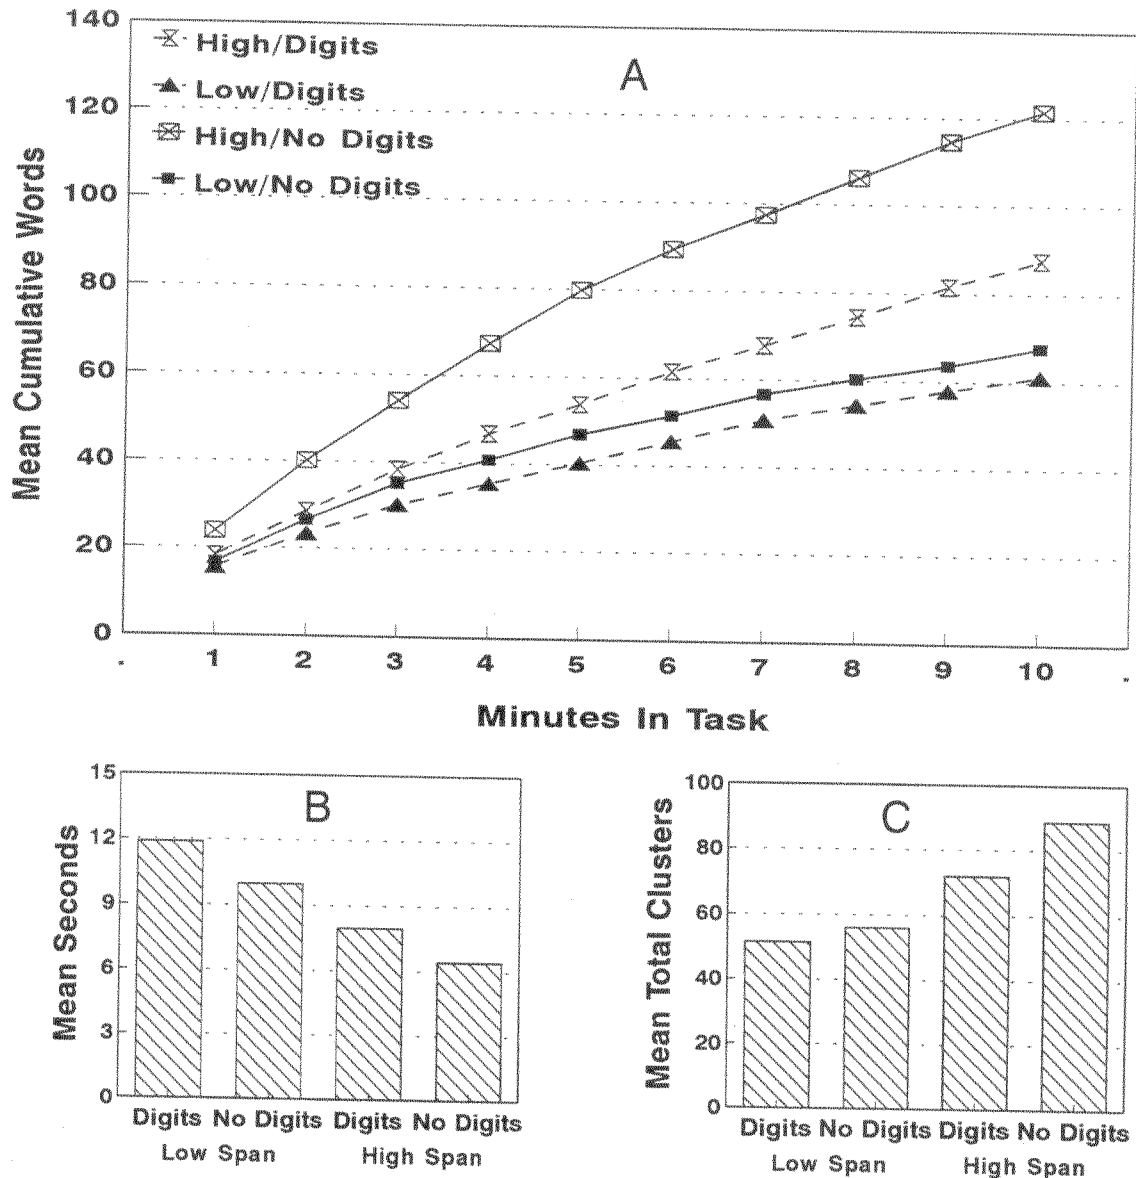 140
120
100
80
60
40
20
0
High/Digits
Low/Digits
High/No Digits
Low/No Digits
A
Mean Cumulative Words
1 2 3 4 5 6 7 8 9 10
Minutes In Task
15
12
9
6
3
0
B
Mean Seconds
Digits No Digits Digits No Digits
Low Span High Span
100
80
60
40
20
0
C
Mean Total Clusters
Digits No Digits Digits No Digits
Low Span High Span